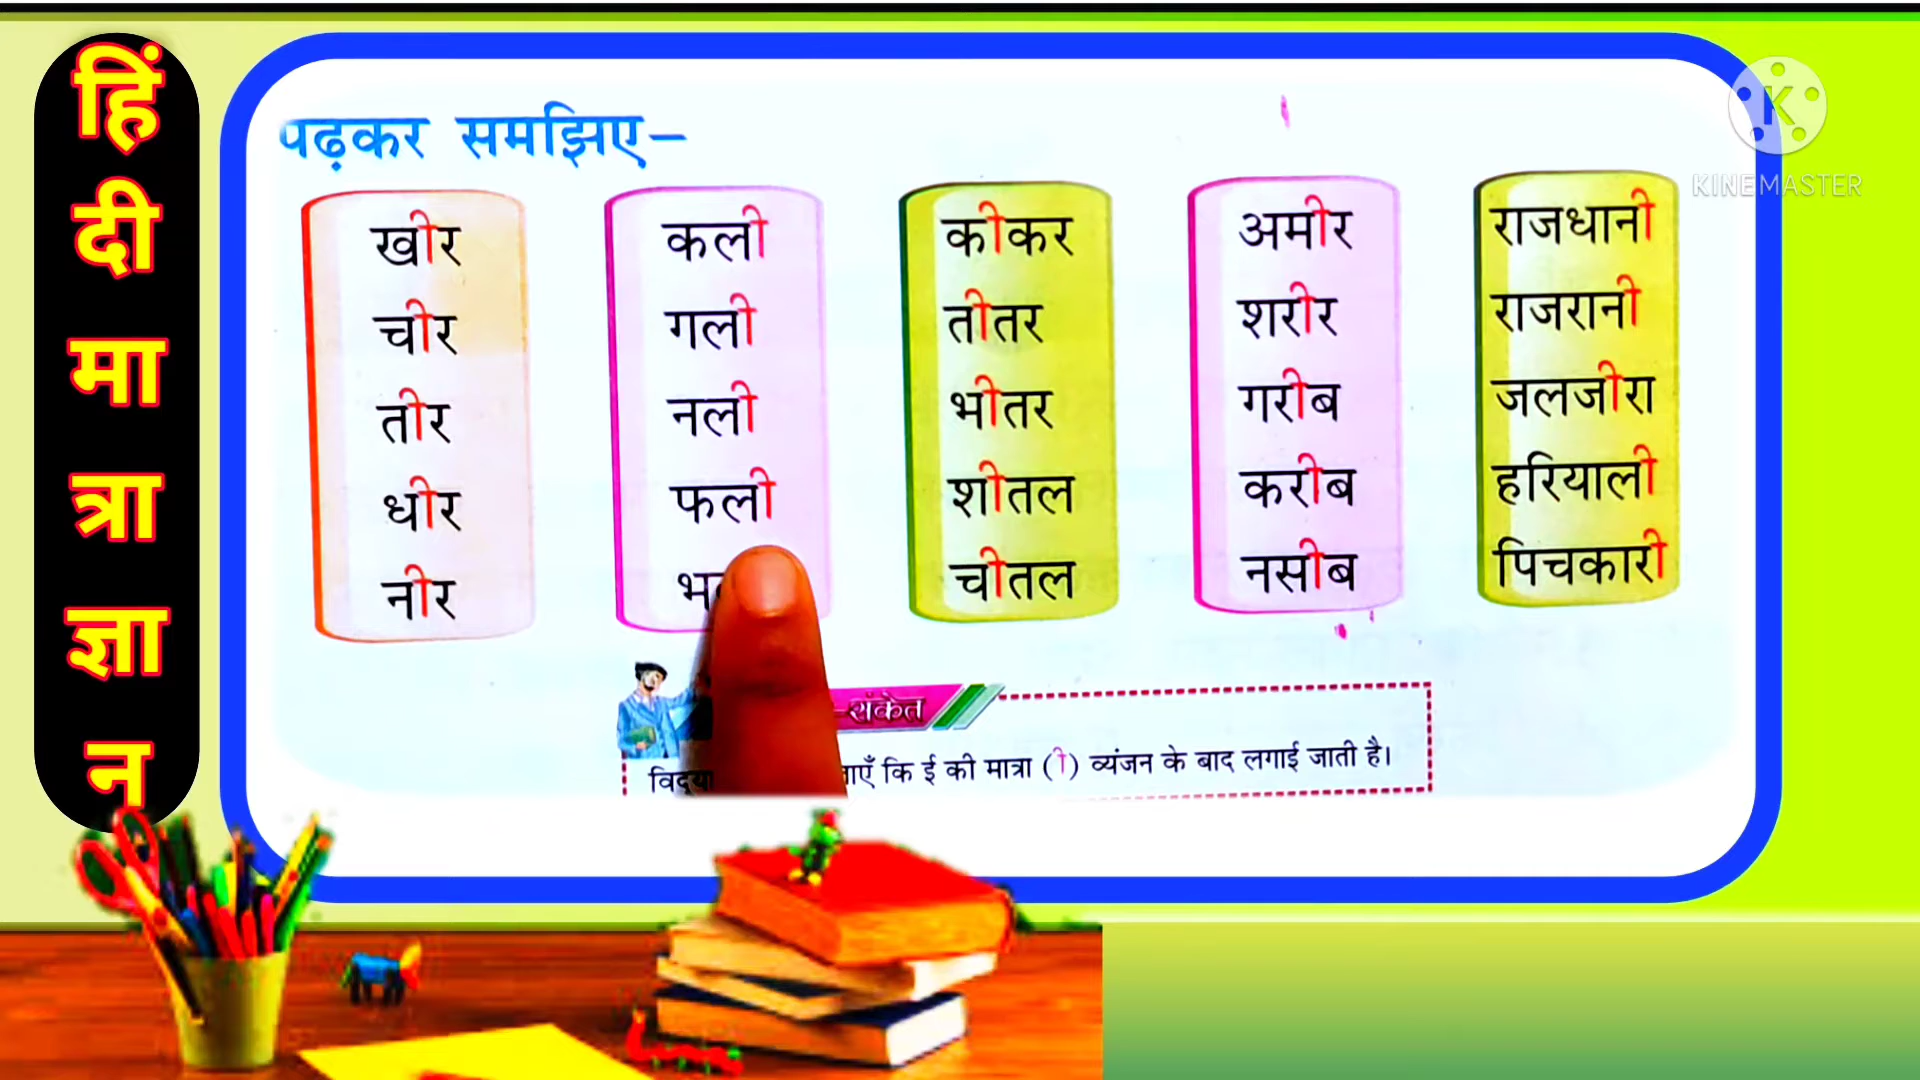 हिंदी मात्रा ज्ञान
पढ़कर समझिए–
खीर
चीर
तीर
धीर
नीर
कली
गली
नली
फली
कीकर
तीतर
भीतर
शीतल
चीतल
अमीर
शरीर
गरीब
करीब
नसीब
राजधानी
राजरानी
जलजीरा
हरियाली
पिचकारी
-संकेत
कि ई की मात्रा (ी) व्यंजन के बाद लगाई जाती है।
KINEMASTER